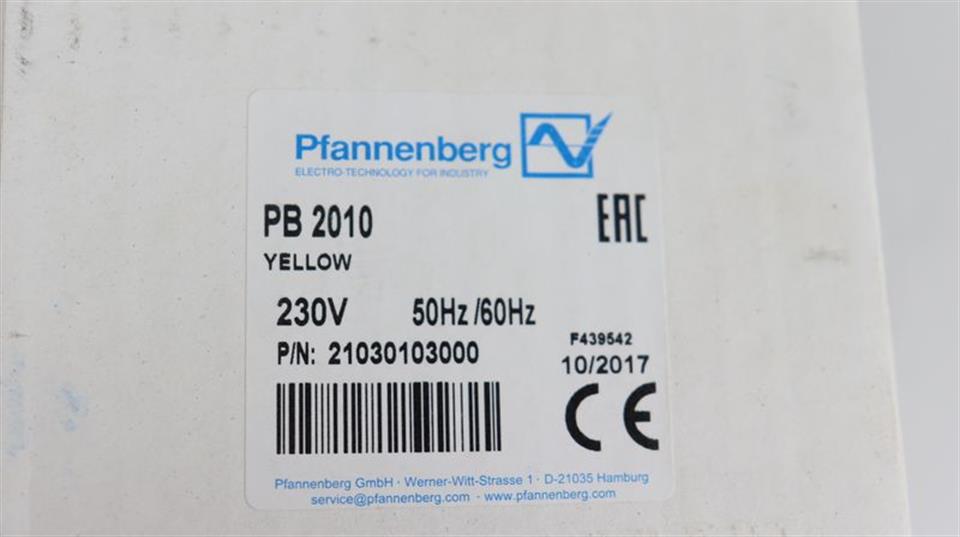 Pfannenberg
ELECTRO-TECHNOLOGY FOR INDUSTRY
PB 2010
EAC
YELLOW
230V 50Hz /60Hz
F439542
P/N: 21030103000
10/2017
CE
Pfannenberg GmbH · Werner-Witt-Strasse 1 · D-21035 Hamburg
service@pfannenberg.com · www.pfannenberg.com